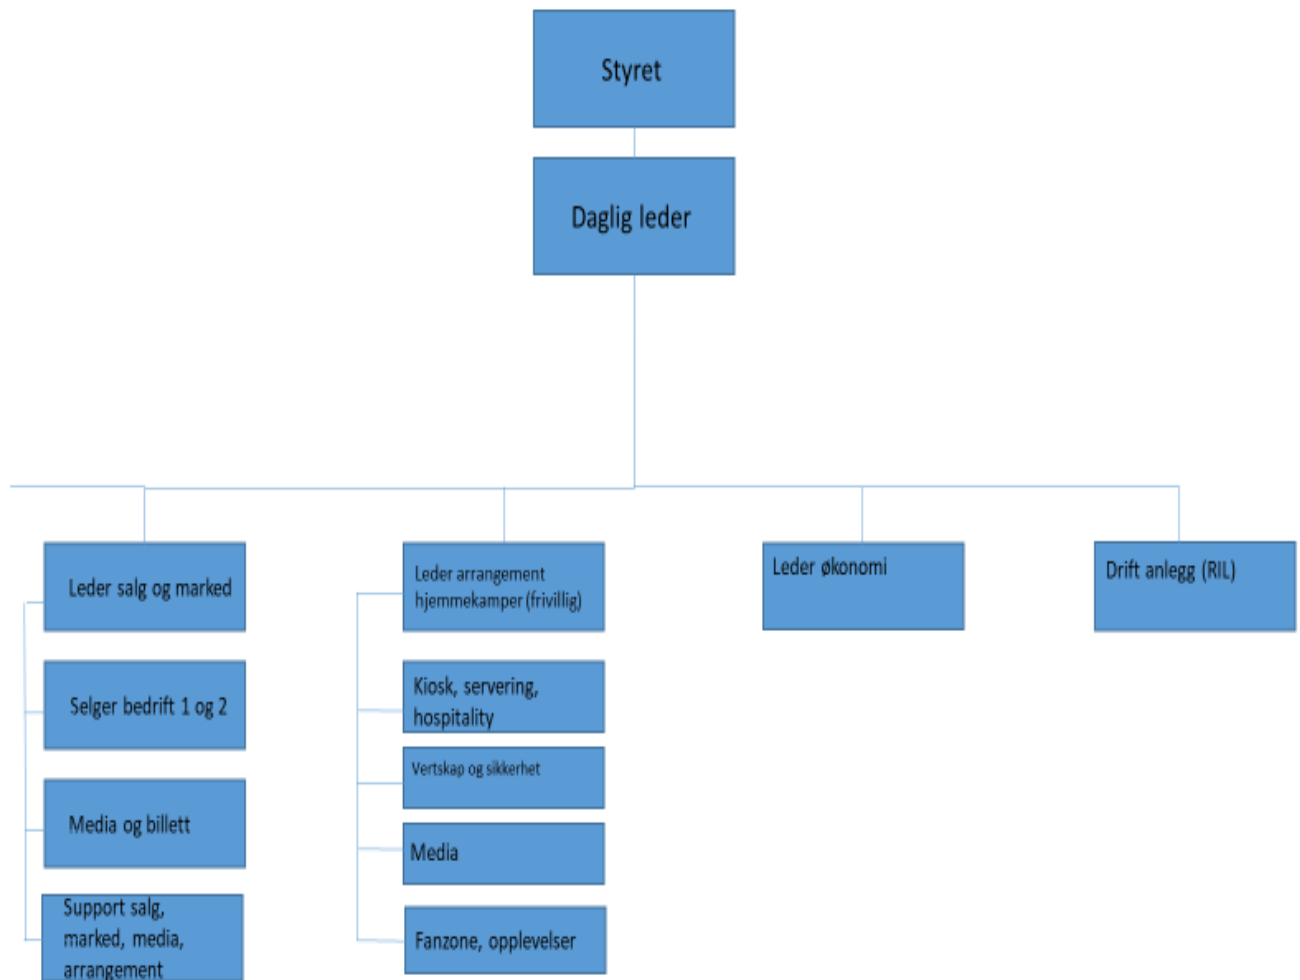 Styret
Daglig leder
Leder salg og marked
Selger bedrift 1 og 2
Media og billett
Support salg,
marked, media,
arrangement
Leder arrangement
hjemmekamper (frivillig)
Kiosk, servering,
hospitality
Vertskap og sikkerhet
Media
Fanzone, opplevelser
Leder økonomi
Drift anlegg (RIL)